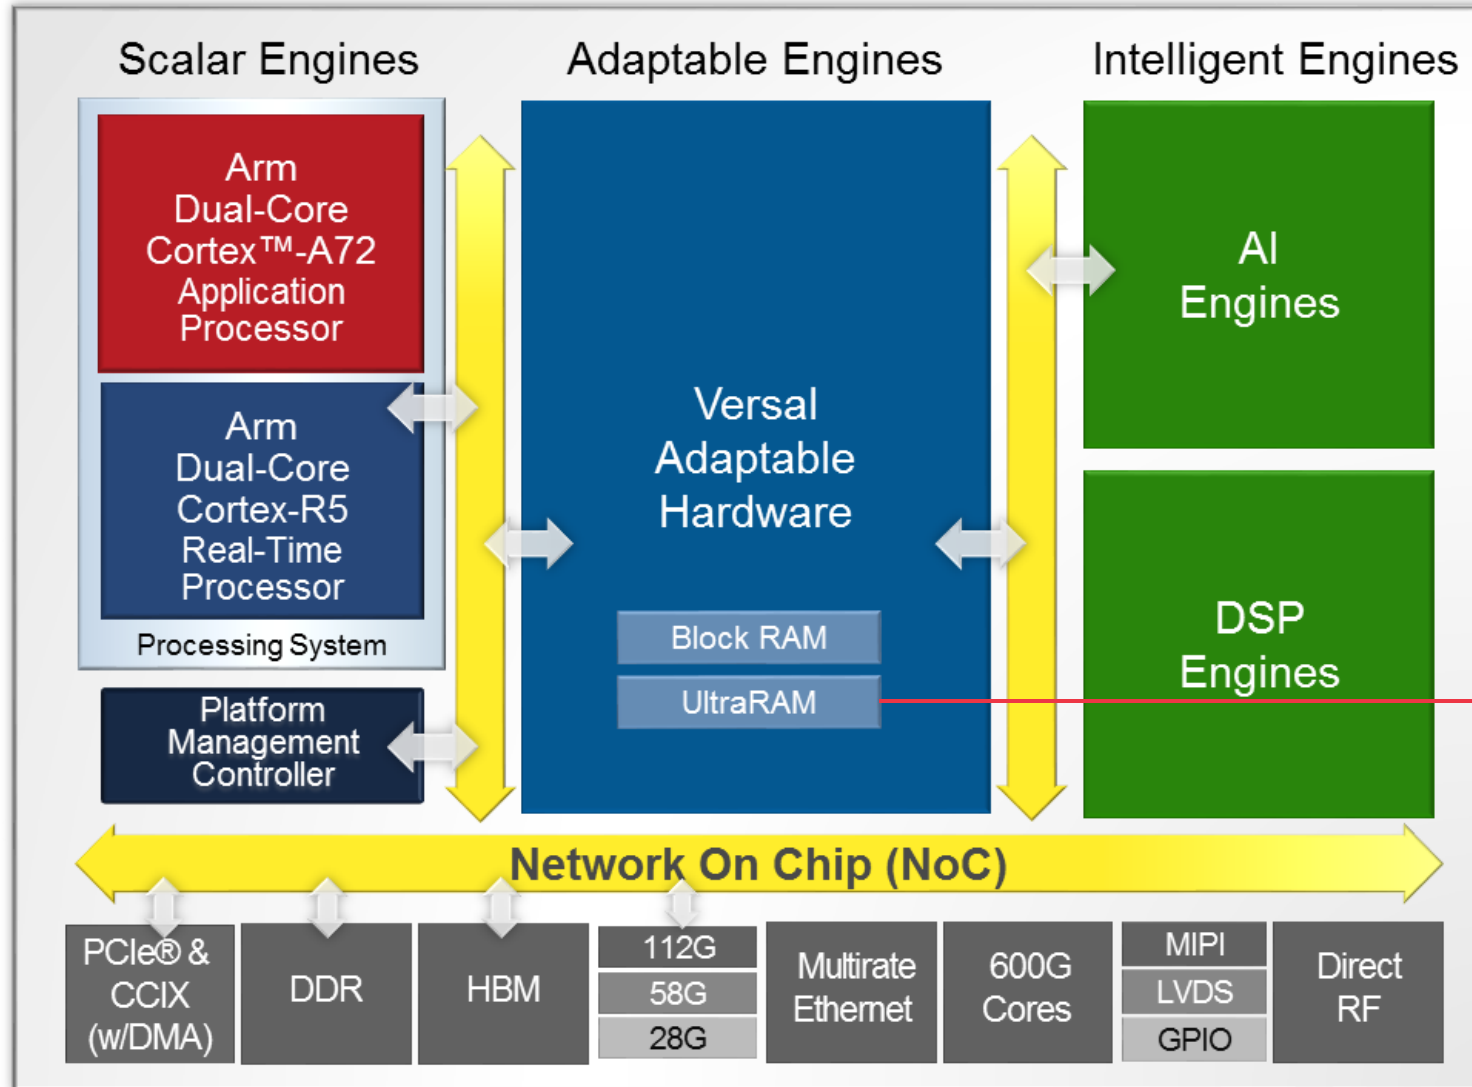 Scalar Engines
Adaptable Engines
Intelligent Engines
Arm
Dual-Core
Cortex™-A72
Application
Processor
Arm
Dual-Core
Cortex-R5
Real-Time
Processor
Processing System
Platform
Management
Controller
Versal
Adaptable
Hardware
Block RAM
UltraRAM
AI
Engines
DSP
Engines
Network On Chip (NoC)
PCIe® &
CCIX
(w/DMA)
DDR
HBM
112G
58G
28G
Multirate
Ethernet
600G
Cores
MIPI
LVDS
GPIO
Direct
RF